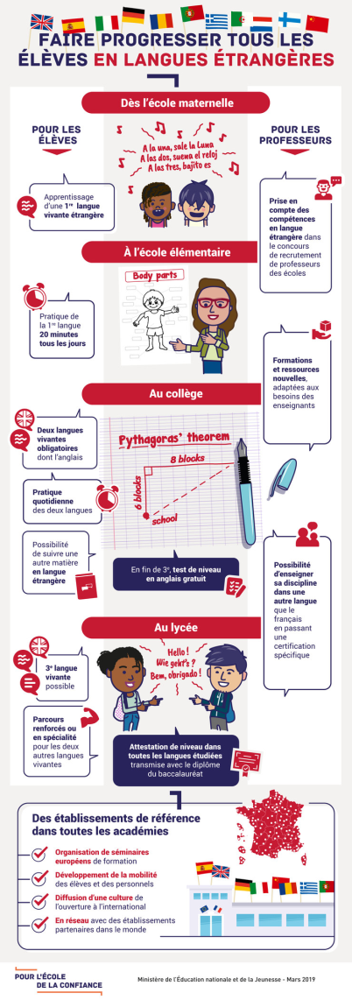 FAIRE PROGRESSER TOUS LES
ÉLÈVES EN LANGUES ÉTRANGÈRES
Dès l'école maternelle
POUR LES
ÉLÈVES
POUR LES
PROFESSEURS
A la una, sale la Luna
A las dos, suena el reloj
A las tres, bajito es
Apprentissage
d'une 1re langue
vivante étrangère
Prise en
compte des
compétences
en langue
étrangère dans
le concours
de recrutement
de professeurs
des écoles
À l'école élémentaire
Body parts
Pratique de
la 1re langue
20 minutes
tous les jours
Formations
et ressources
nouvelles,
adaptées aux
besoins des
enseignants
Au collège
Deux langues
vivantes
obligatoires
dont l'anglais
Pythagoras' theorem
8 blocks
6 blocks
school
Pratique
quotidienne
des deux langues
Possibilité
de suivre une
autre matière
en langue
étrangère
En fin de 3e, test de niveau
en anglais gratuit
Possibilité
d'enseigner
sa discipline
dans une
autre langue
que le
français
en passant
une
certification
spécifique
Au lycée
Hello !
Wie geht's ?
Bem, obrigado !
3e langue
vivante
possible
Parcours
renforcés ou
en spécialité
pour les deux
autres langues
vivantes
Attestation de niveau dans
toutes les langues étudiées
transmise avec le diplôme
du baccalauréat
Des établissements de référence
dans toutes les académies
Organisation de séminaires
européens de formation
Développement de la mobilité
des élèves et des personnels
Diffusion d'une culture de
l'ouverture à l'international
En réseau avec des établissements
partenaires dans le monde
POUR L'ÉCOLE
DE LA CONFIANCE
Ministère de l'Éducation nationale et de la Jeunesse - Mars 2019